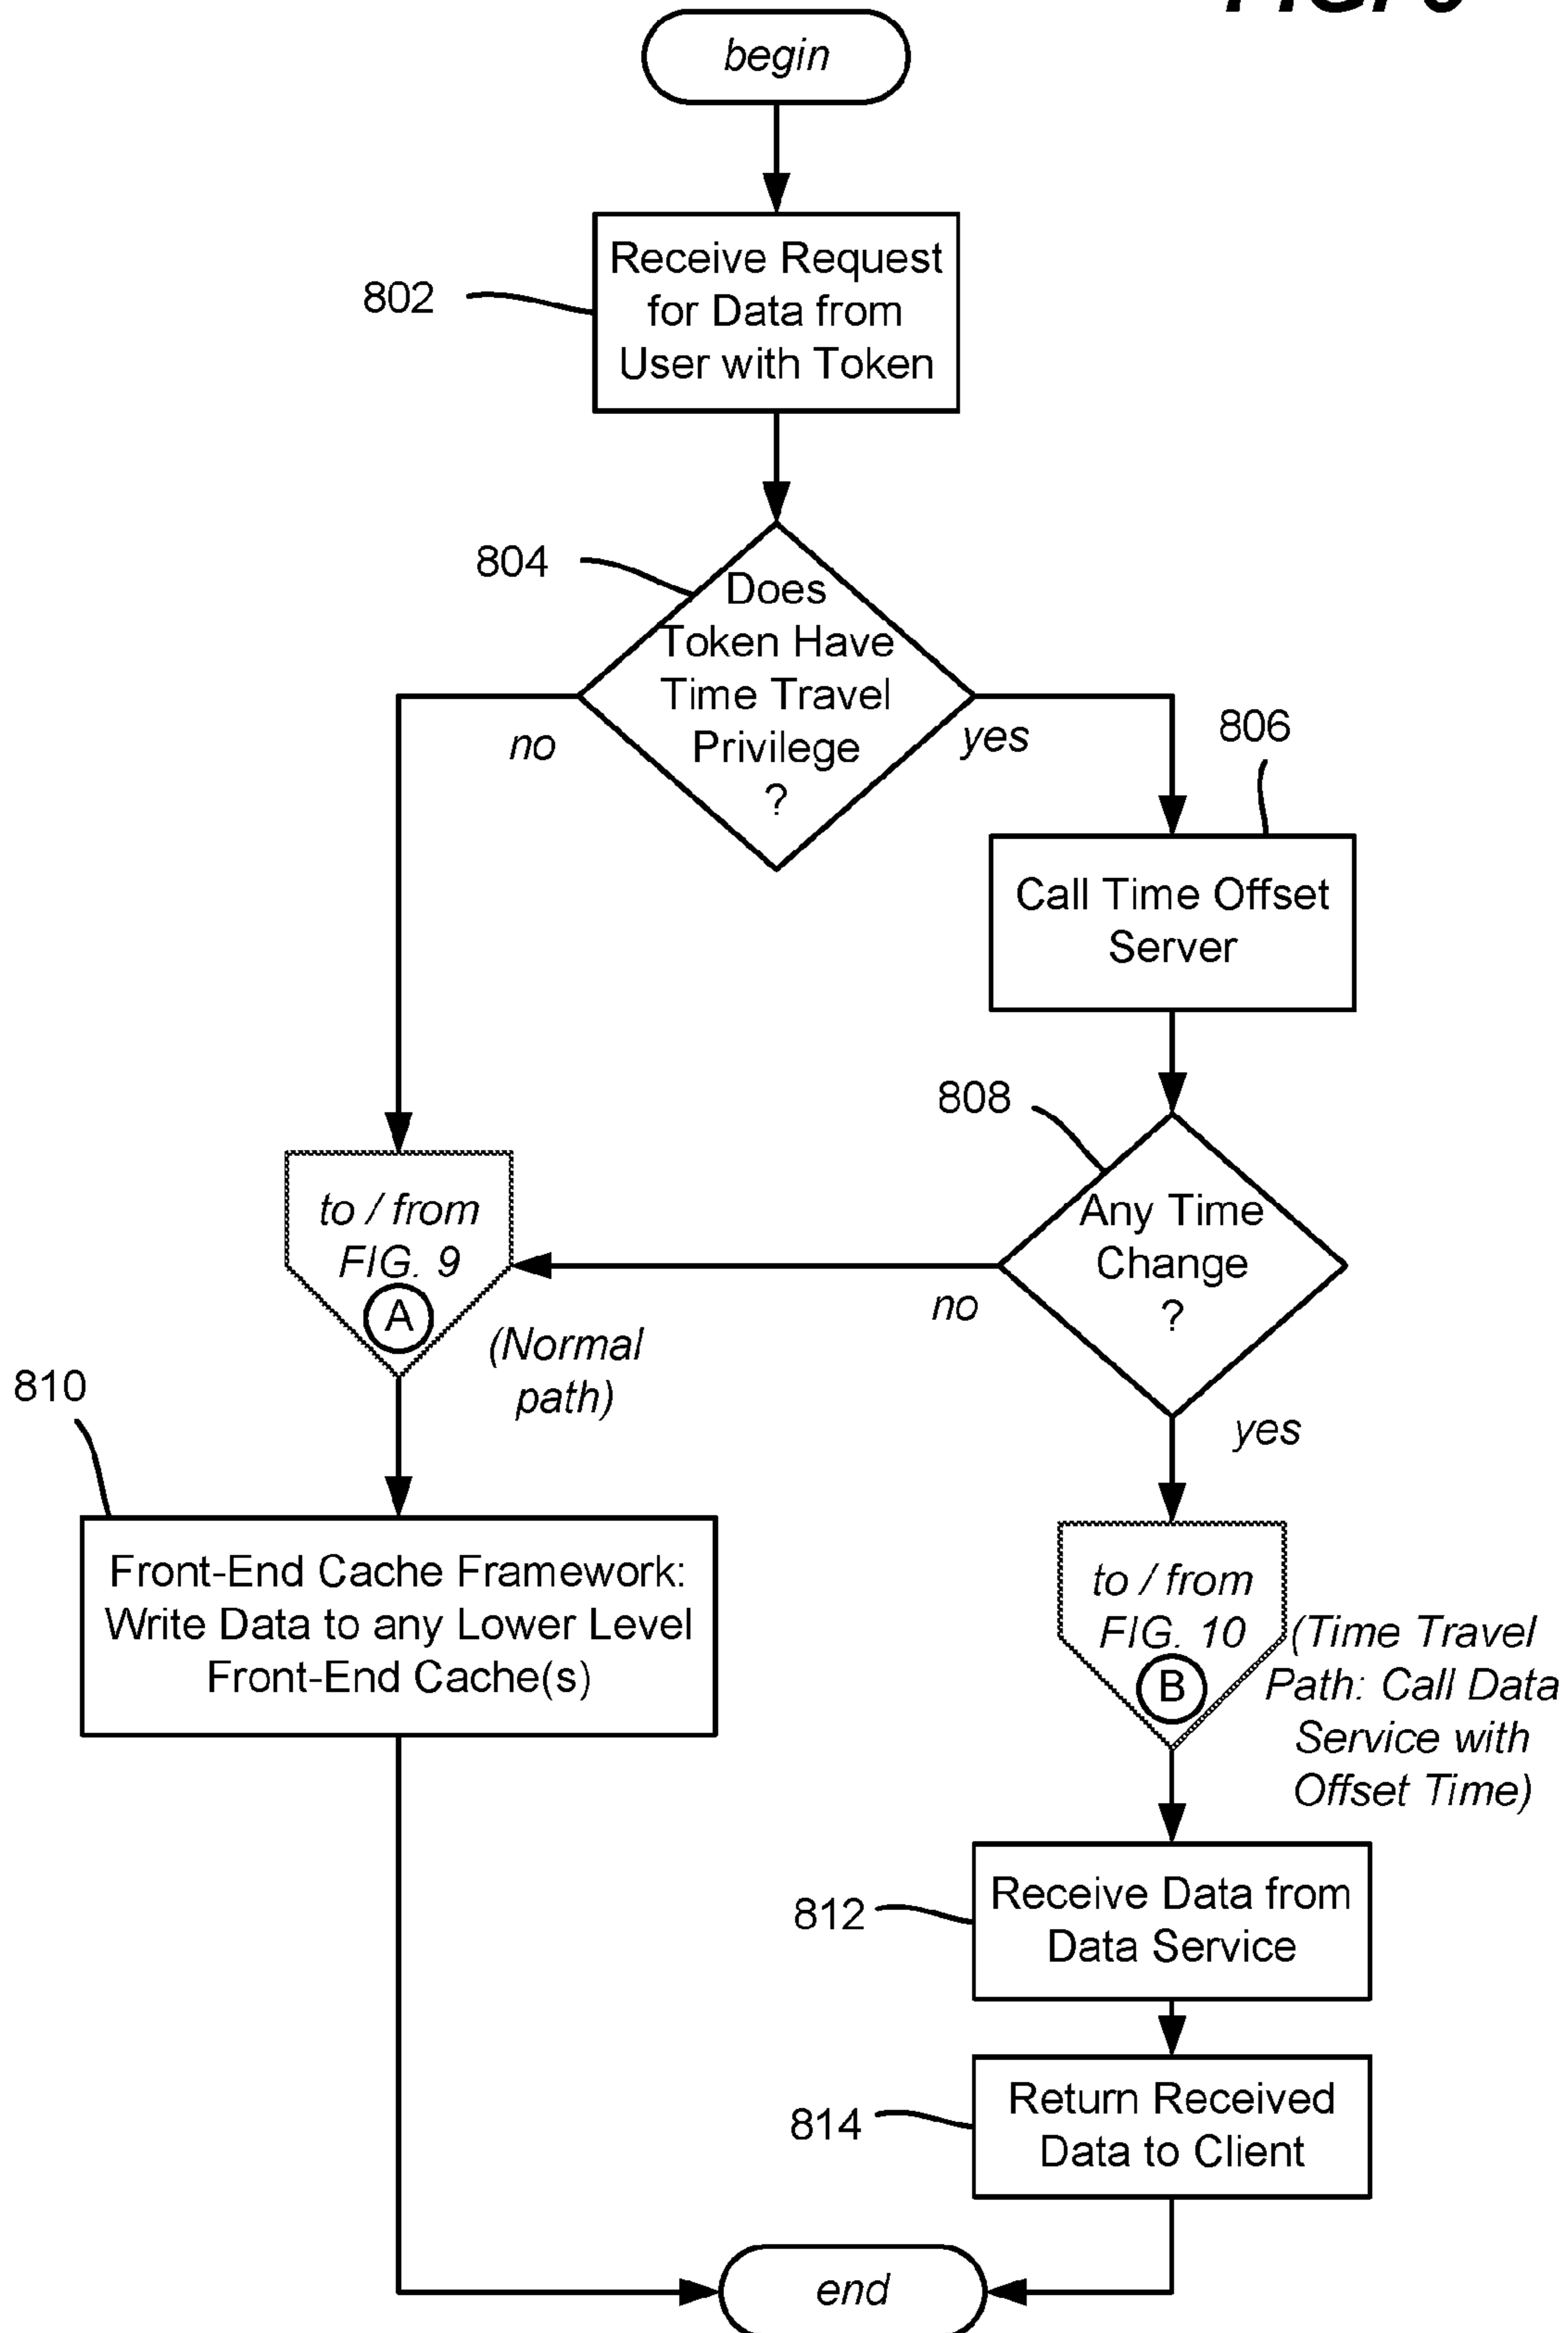 begin
802
Receive Request
for Data from
User with Token
804
Does
Token Have
Time Travel
Privilege
?
no
yes
806
Call Time Offset
Server
808
Any Time
Change
?
no
yes
to / from
FIG. 9
A
(Normal
path)
810
Front-End Cache Framework:
Write Data to any Lower Level
Front-End Cache(s)
to / from
FIG. 10
B
(Time Travel
Path: Call Data
Service with
Offset Time)
812
Receive Data from
Data Service
814
Return Received
Data to Client
end